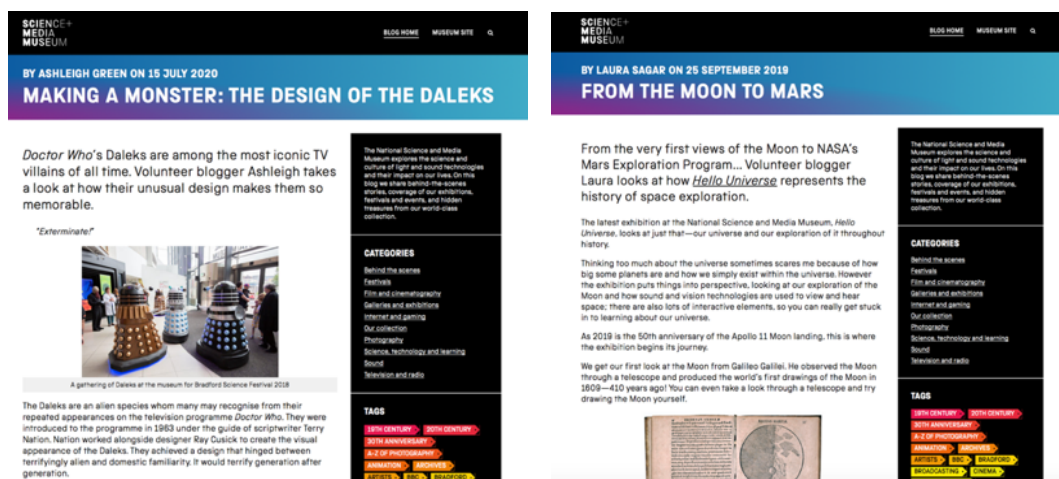 SCIENCE+
MEDIA
MUSEUM
BLOG HOME MUSEUM SITE
BY ASHLEIGH GREEN ON 15 JULY 2020
MAKING A MONSTER: THE DESIGN OF THE DALEKS
Doctor Who's Daleks are among the most iconic TV
villains of all time. Volunteer blogger Ashleigh takes
a look at how their unusual design makes them so
memorable.
"Exterminate!"
A gathering of Daleks at the museum for Bradford Science Festival 2018
The Daleks are an alien species whom many may recognise from their
repeated appearances on the television programme Doctor Who. They were
introduced to the programme in 1963 under the guide of scriptwriter Terry
Nation. Nation worked alongside designer Ray Cusick to create the visual
appearance of the Daleks. They achieved a design that hinged between
terrifyingly alien and domestic familiarity. It would terrify generation after
generation.
The National Science and Media
Museum explores the science and
culture of light and sound technologies
and their impact on our lives. On this
blog we share behind-the-scenes
stories, coverage of our exhibitions,
festivals and events, and hidden
treasures from our world-class
collection.
CATEGORIES
Behind the scenes
Festivals
Film and cinematography
Galleries and exhibitions
Internet and gaming
Our collection
Photography
Science, technology and learning
Sound
Television and radio
TAGS
19TH CENTURY 20TH CENTURY
30TH ANNIVERSARY
A-Z OF PHOTOGRAPHY
ANIMATION ARCHIVES
ARTISTS BBC BRADFORD
SCIENCE+
MEDIA
MUSEUM
BLOG HOME MUSEUM SITE
BY LAURA SAGAR ON 25 SEPTEMBER 2019
FROM THE MOON TO MARS
From the very first views of the Moon to NASA's
Mars Exploration Program... Volunteer blogger
Laura looks at how Hello Universe represents the
history of space exploration.
The latest exhibition at the National Science and Media Museum, Hello
Universe, looks at just that—our universe and our exploration of it throughout
history.
Thinking too much about the universe sometimes scares me because of how
big some planets are and how we simply exist within the universe. However
the exhibition puts things into perspective, looking at our exploration of the
Moon and how sound and vision technologies are used to view and hear
space; there are also lots of interactive elements, so you can really get stuck
in to learning about our universe.
As 2019 is the 50th anniversary of the Apollo 11 Moon landing, this is where
the exhibition begins its journey.
We get our first look at the Moon from Galileo Galilei. He observed the Moon
through a telescope and produced the world's first drawings of the Moon in
1609—410 years ago! You can even take a look through a telescope and try
drawing the Moon yourself.
The National Science and Media
Museum explores the science and
culture of light and sound technologies
and their impact on our lives. On this
blog we share behind-the-scenes
stories, coverage of our exhibitions,
festivals and events, and hidden
treasures from our world-class
collection.
CATEGORIES
Behind the scenes
Festivals
Film and cinematography
Galleries and exhibitions
Internet and gaming
Our collection
Photography
Science, technology and learning
Sound
Television and radio
TAGS
19TH CENTURY 20TH CENTURY
30TH ANNIVERSARY
A-Z OF PHOTOGRAPHY
ANIMATION ARCHIVES
ARTISTS BBC BRADFORD
BROADCASTING CINEMA